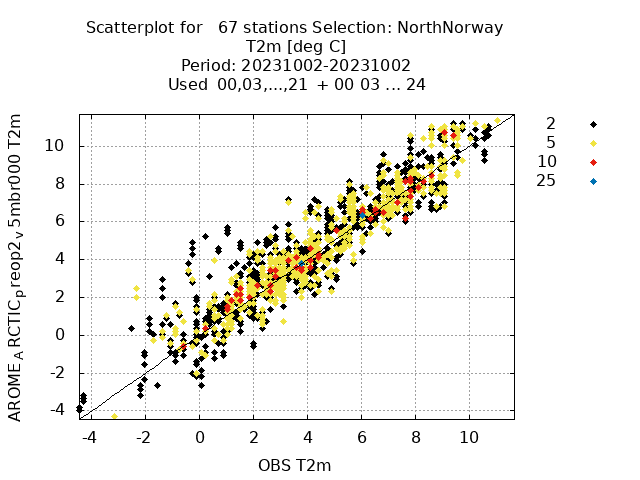 Scatterplot for   67 stations Selection: NorthNorway
T2m [deg C]
Period: 20231002-20231002
Used  00,03,...,21  + 00 03 ... 24
2
5
10
25
AROME_ARCTIC_preop2_v5mbr000 T2m
10
8
6
4
2
0
-2
-4
-4 -2 0 2 4 6 8 10
OBS T2m